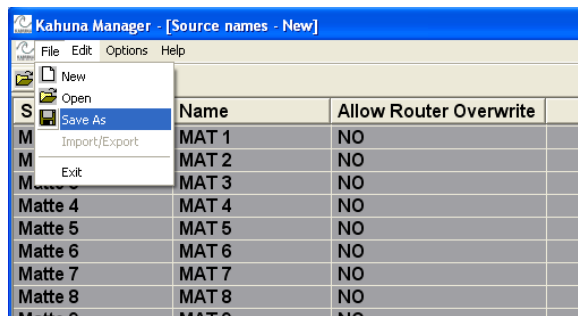 Kahuna Manager - [Source names - New]
File Edit Options Help
New
Open
Save As
Import/Export
Exit
S Name Allow Router Overwrite
M MAT 1 NO
M MAT 2 NO
MAT 3 NO
Matte 4 MAT 4 NO
Matte 5 MAT 5 NO
Matte 6 MAT 6 NO
Matte 7 MAT 7 NO
Matte 8 MAT 8 NO